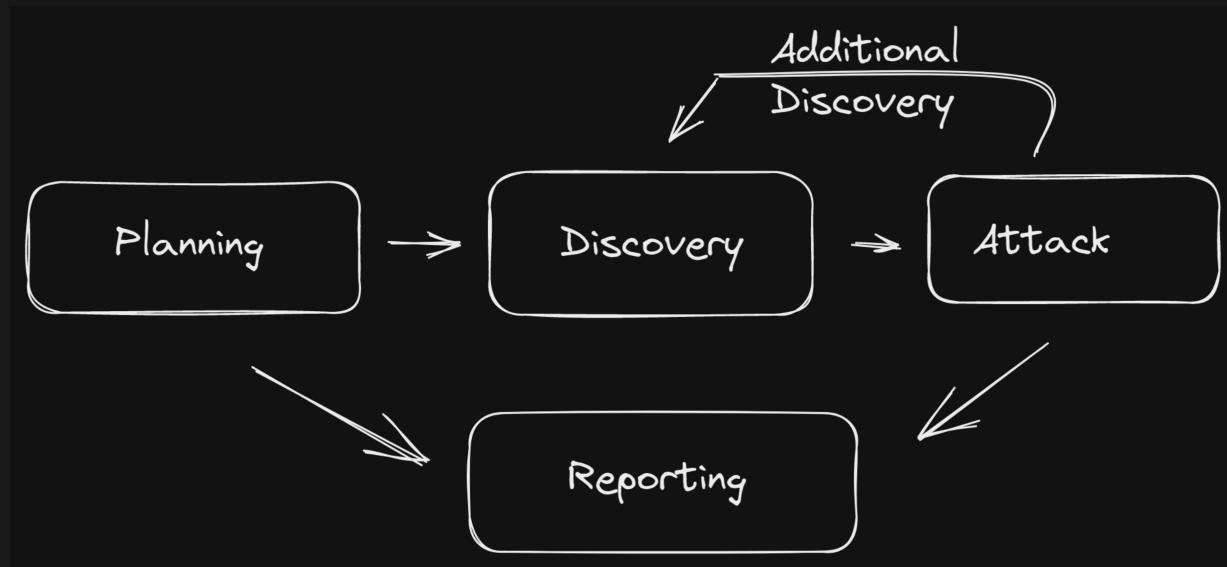 Additional
Discovery
Planning
Discovery
Attack
Reporting